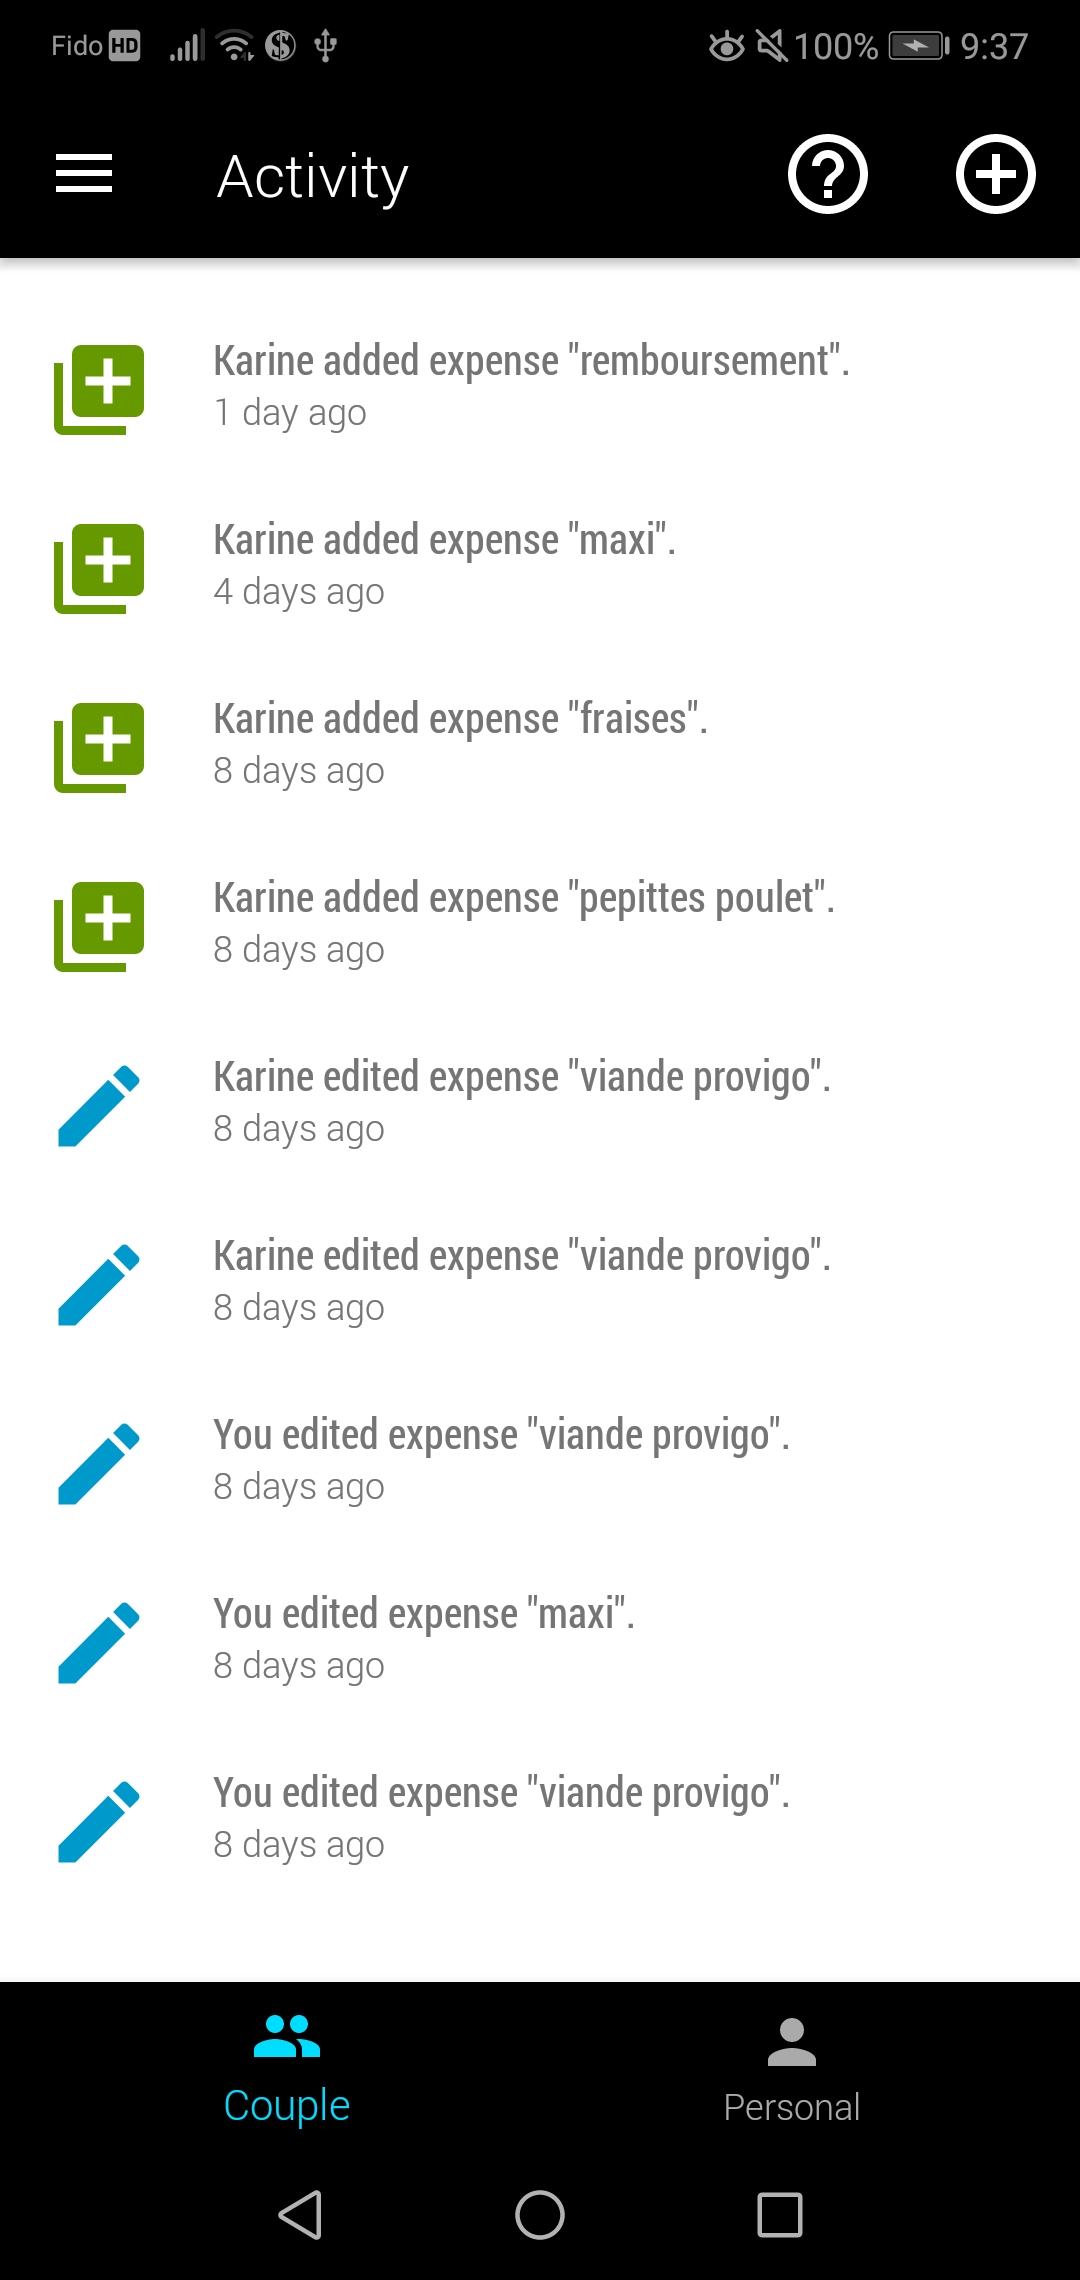 Fido HD 100% 9:37
Activity
Karine added expense "remboursement".
1 day ago
Karine added expense "maxi".
4 days ago
Karine added expense "fraises".
8 days ago
Karine added expense "pepittes poulet".
8 days ago
Karine edited expense "viande provigo".
8 days ago
Karine edited expense "viande provigo".
8 days ago
You edited expense "viande provigo".
8 days ago
You edited expense "maxi".
8 days ago
You edited expense "viande provigo".
8 days ago
Couple Personal